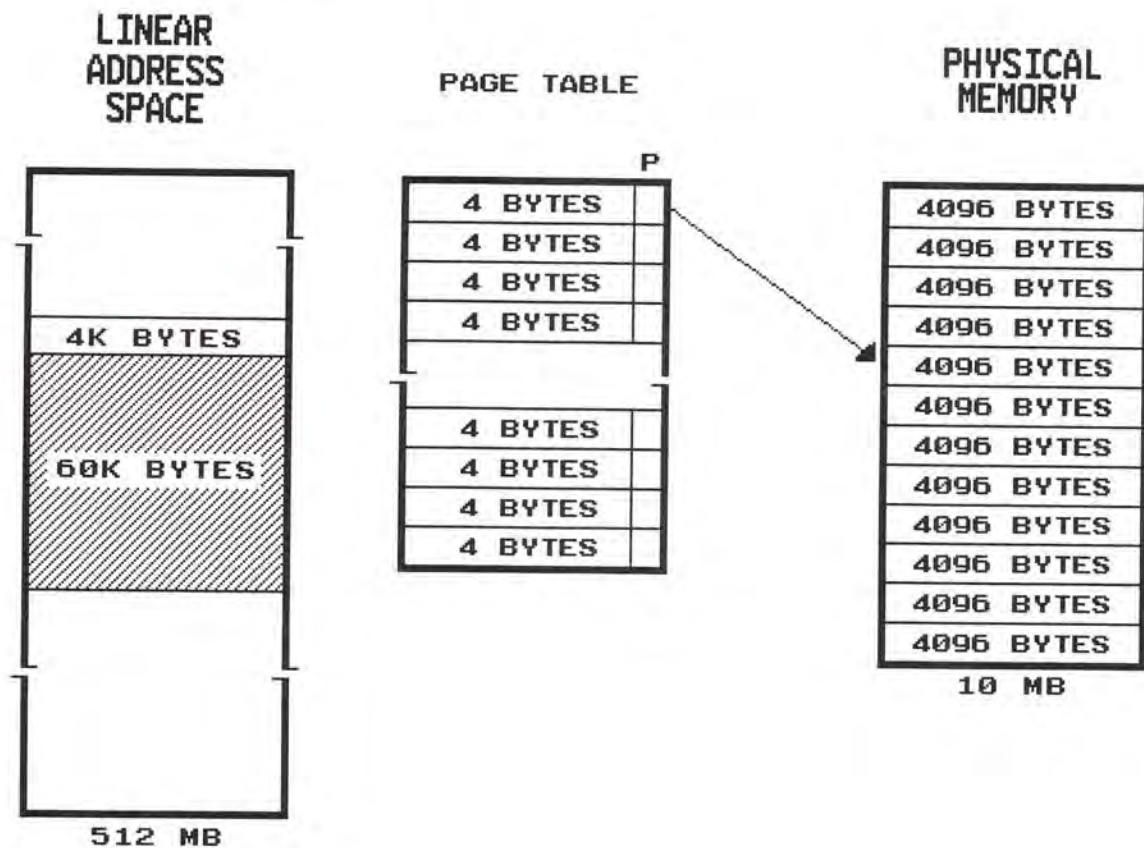 LINEAR
ADDRESS
SPACE
4K BYTES
60K BYTES
512 MB
PAGE TABLE
P
4 BYTES
4 BYTES
4 BYTES
4 BYTES
4 BYTES
4 BYTES
4 BYTES
4 BYTES
PHYSICAL
MEMORY
4096 BYTES
4096 BYTES
4096 BYTES
4096 BYTES
4096 BYTES
4096 BYTES
4096 BYTES
4096 BYTES
4096 BYTES
4096 BYTES
4096 BYTES
4096 BYTES
10 MB